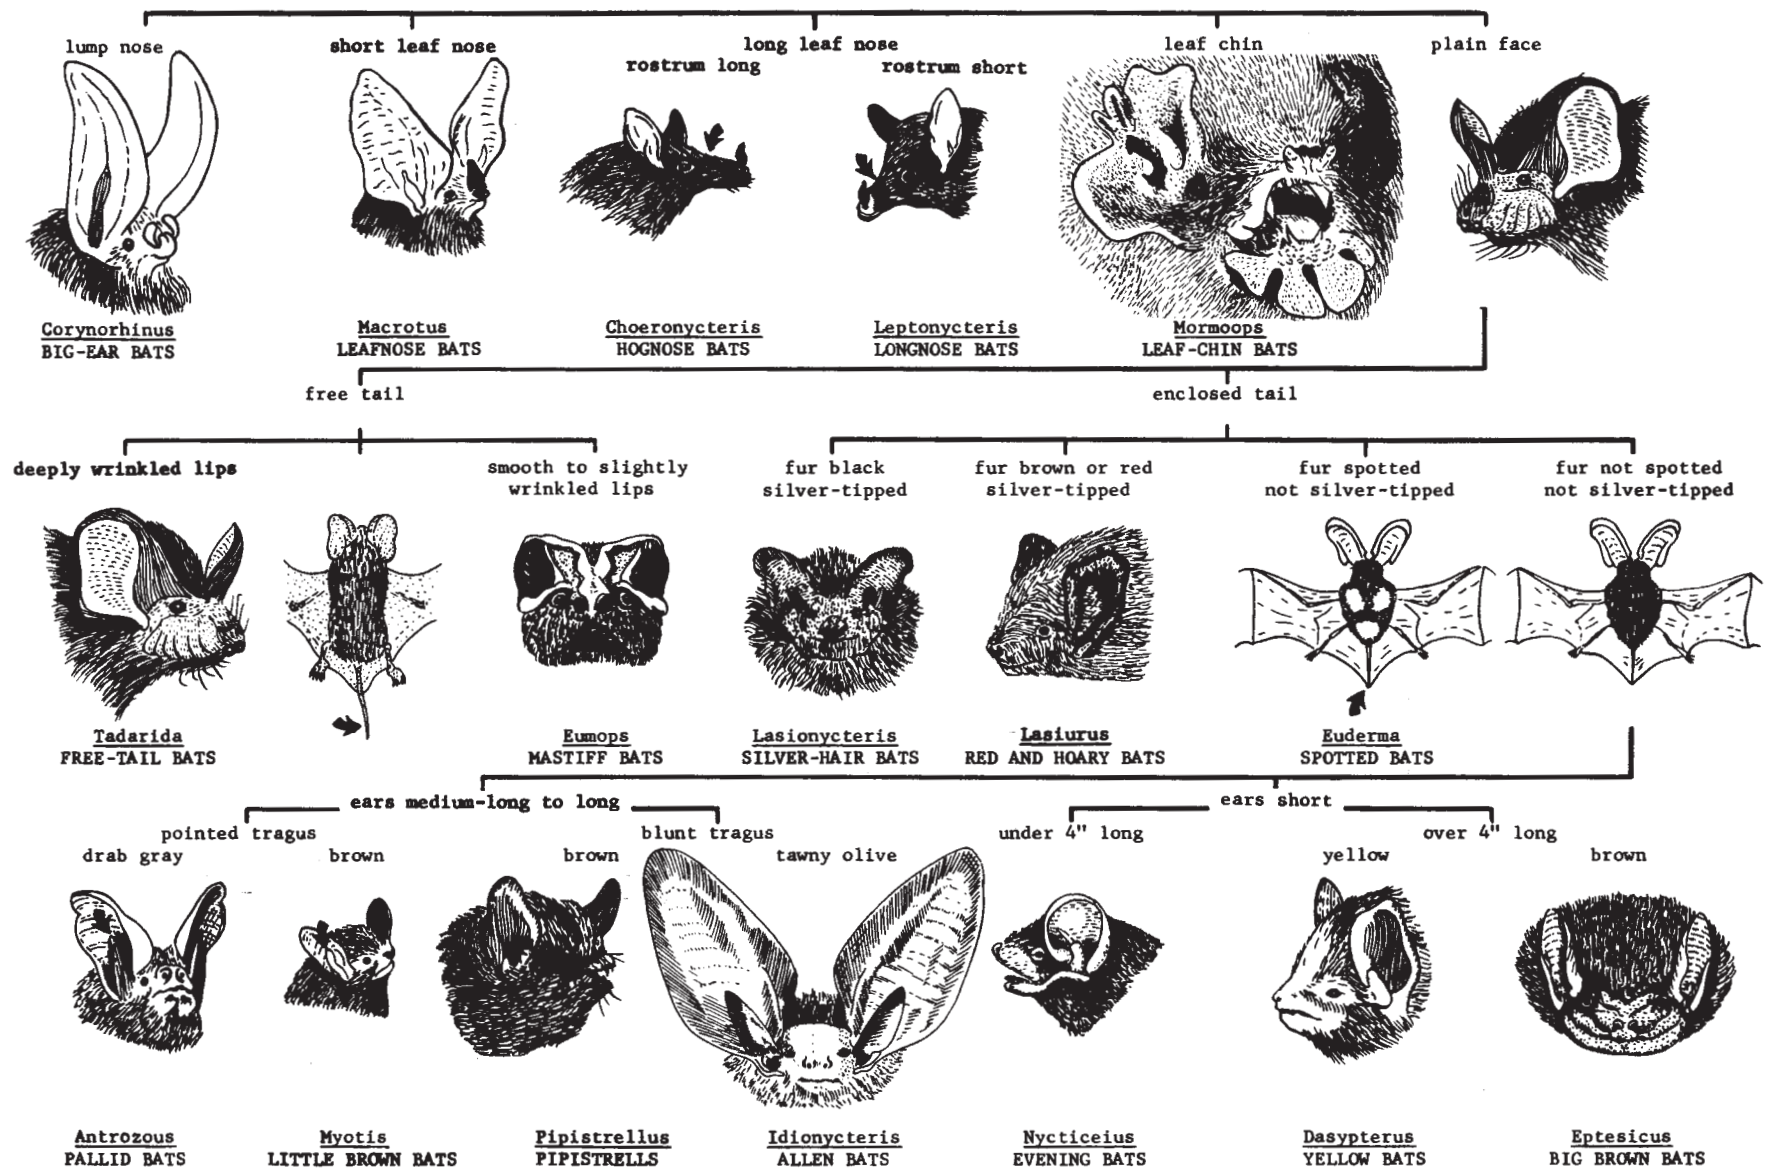 lump nose
short leaf nose
long leaf nose
leaf chin
plain face
rostrum long
rostrum short
Corynorhinus
BIG-EAR BATS
Macrotus
LEAFNOSE BATS
Choeronycteris
HOGNOSE BATS
Leptonycteris
LONGNOSE BATS
Mormoops
LEAF-CHIN BATS
free tail
enclosed tail
deeply wrinkled lips
smooth to slightly
wrinkled lips
fur black
silver-tipped
fur brown or red
silver-tipped
fur spotted
not silver-tipped
fur not spotted
not silver-tipped
Tadarida
FREE-TAIL BATS
Eumops
MASTIFF BATS
Lasionycteris
SILVER-HAIR BATS
Lasiurus
RED AND HOARY BATS
Euderma
SPOTTED BATS
ears medium-long to long
ears short
pointed tragus
blunt tragus
under 4" long
over 4" long
drab gray
brown
brown
tawny olive
yellow
brown
Antrozous
PALLID BATS
Myotis
LITTLE BROWN BATS
Pipistrellus
PIPISTRELLS
Idionycteris
ALLEN BATS
Nycticeius
EVENING BATS
Dasypterus
YELLOW BATS
Eptesicus
BIG BROWN BATS